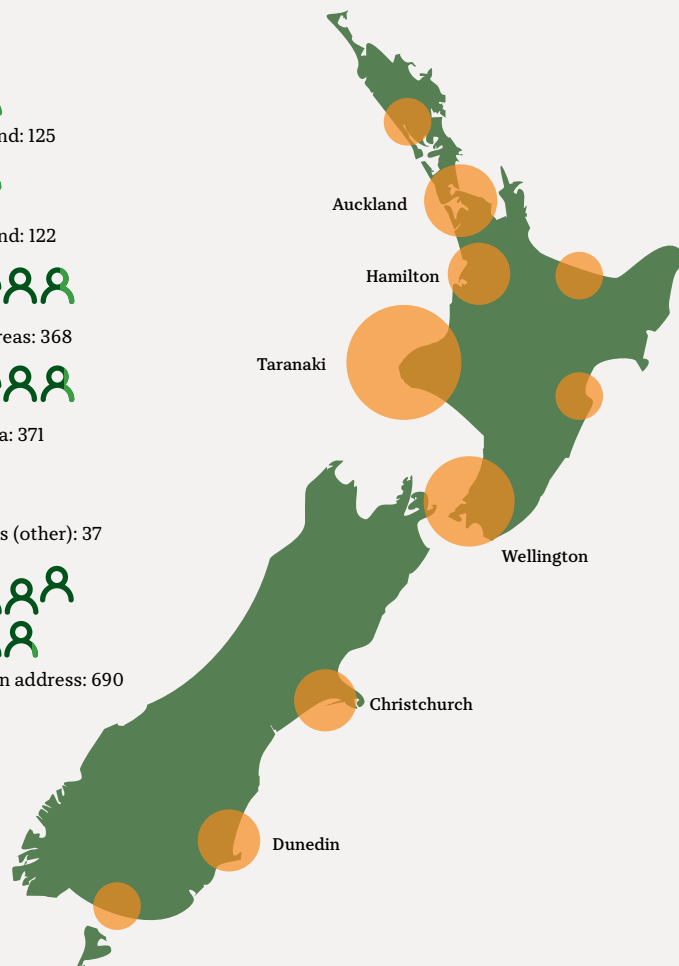 nd: 125
nd: 122
reas: 368
a: 371
s (other): 37
n address: 690
Auckland
Hamilton
Taranaki
Wellington
Christchurch
Dunedin